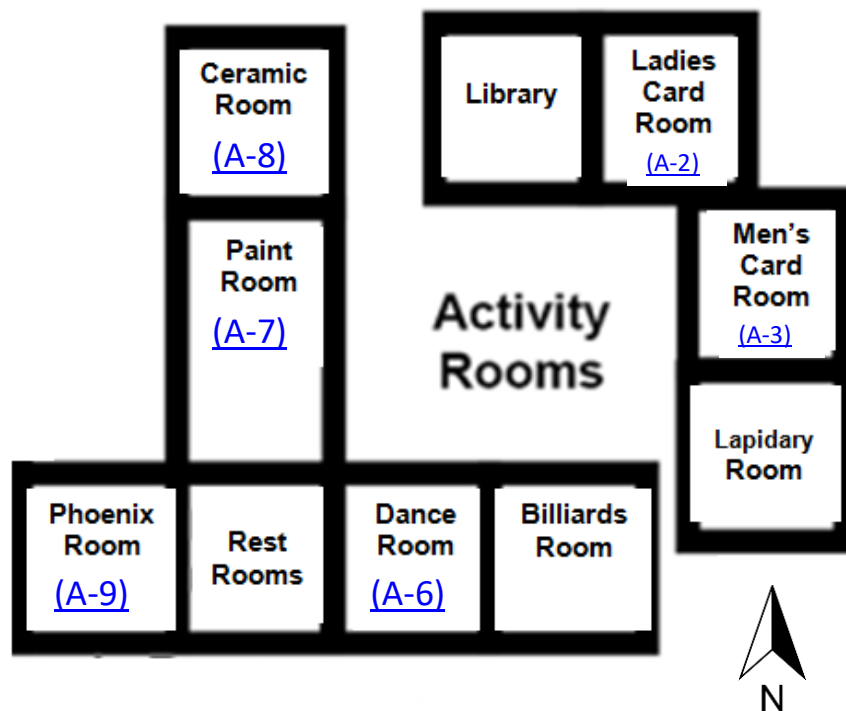 Ceramic
Room
(A-8)
Library
Ladies
Card
Room
(A-2)
Paint
Room
(A-7)
Men’s
Card
Room
(A-3)
Activity
Rooms
Lapidary
Room
Phoenix
Room
(A-9)
Rest
Rooms
Dance
Room
(A-6)
Billiards
Room
N